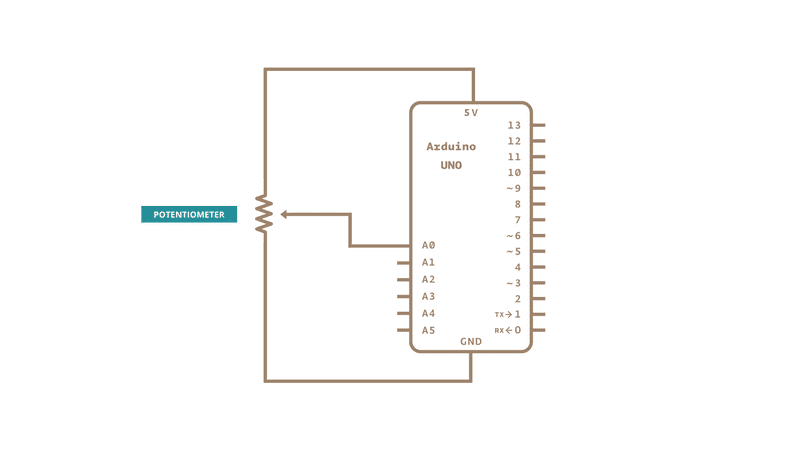 5V
Arduino
UNO
POTENTIOMETER
A0
A1
A2
A3
A4
A5
13
12
11
10
~9
8
7
~6
~5
4
~3
2
TX→1
RX←0
GND